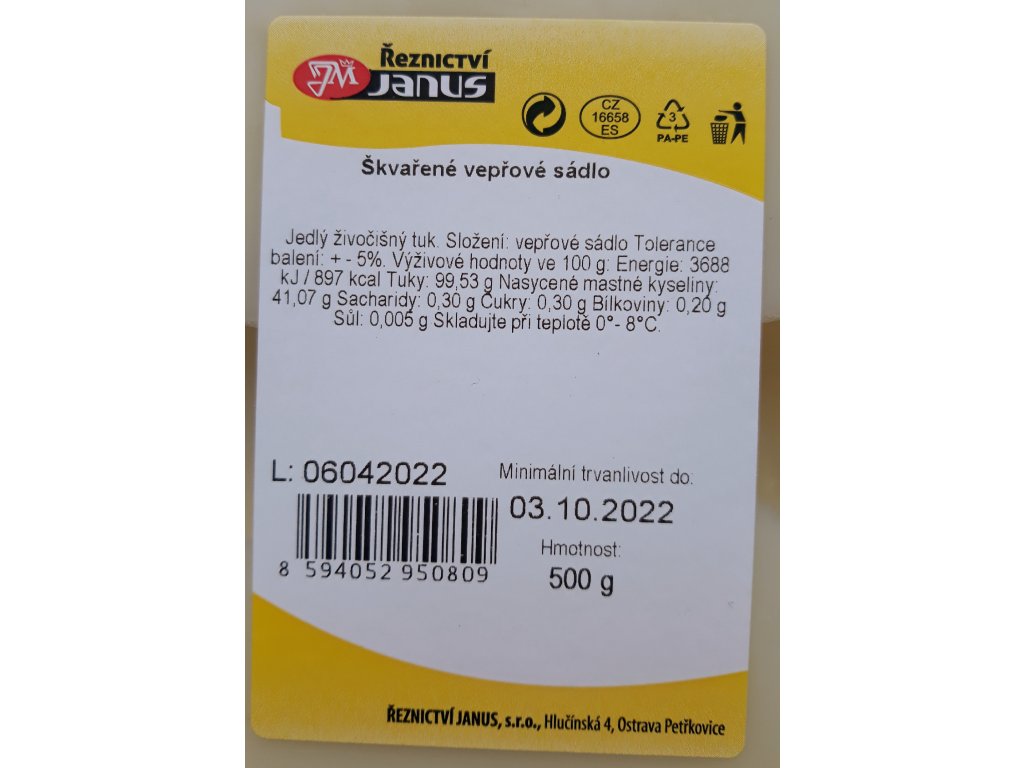 JM
Řeznictví
Janus
CZ
16658
ES
3
PA-PE
Škvařené vepřové sádlo
Jedlý živočišný tuk. Složení: vepřové sádlo Tolerance
balení: + - 5%. Výživové hodnoty ve 100 g: Energie: 3688
kJ / 897 kcal Tuky: 99,53 g Nasycené mastné kyseliny:
41,07 g Sacharidy: 0,30 g Cukry: 0,30 g Bílkoviny: 0,20 g
Sůl: 0,005 g Skladujte při teplotě 0°- 8°C.
L: 06042022
Minimální trvanlivost do:
03.10.2022
Hmotnost:
500 g
8 594052 950809
ŘEZNICTVÍ JANUS, s.r.o., Hlučínská 4, Ostrava Petřkovice